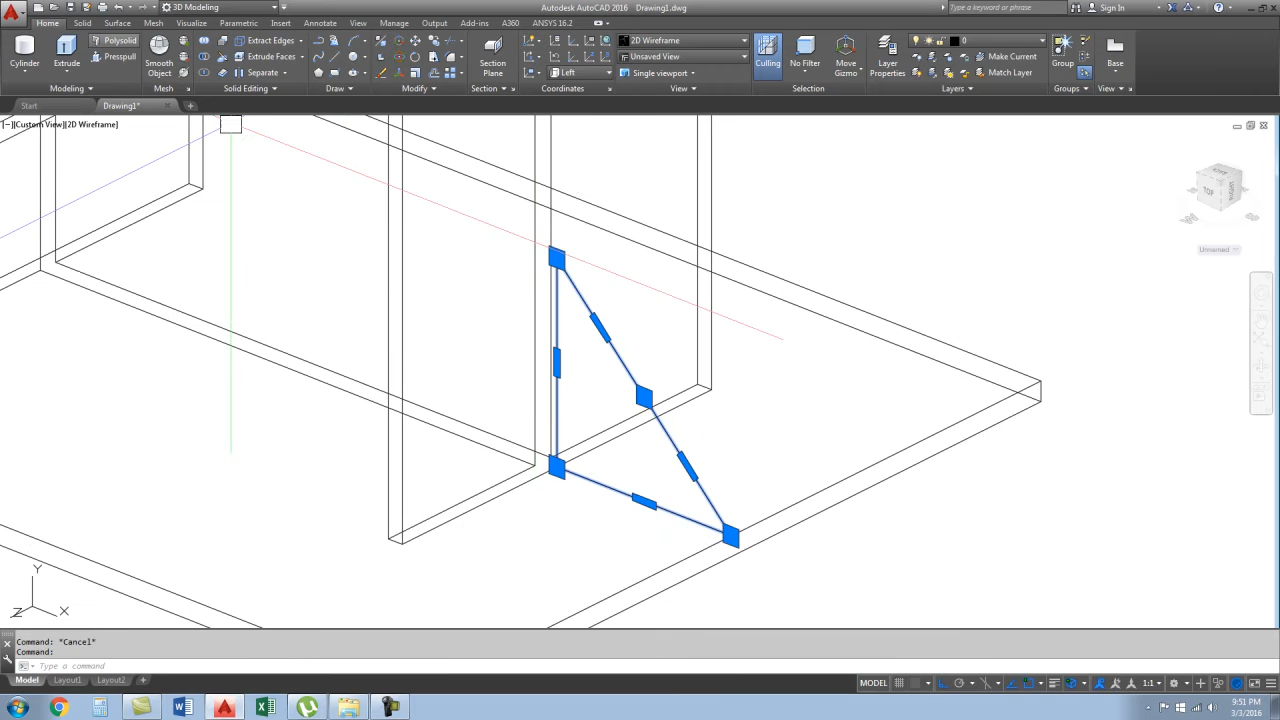 3D Modeling
Autodesk AutoCAD 2016 Drawing1.dwg
Type a keyword or phrase
Sign In
Home Solid Surface Mesh Visualize Parametric Insert Annotate View Manage Output Add-ins A360 ANSYS 16.2
Polysolid
Presspull
Cylinder
Extrude
Smooth
Object
Extract Edges
Extrude Faces
Separate
Section
Plane
Left
2D Wireframe
Unsaved View
Single viewport
Culling
No Filter
Move
Gizmo
Layer
Properties
0
Make Current
Match Layer
Group
Base
Modeling
Mesh
Solid Editing
Draw
Modify
Section
Coordinates
View
Selection
Layers
Groups
View
Start
Drawing1*
[−][Custom View][2D Wireframe]
TOP
Unnamed
Y
Z
X
Command: *Cancel*
Command:
Type a command
Model
Layout1
Layout2
MODEL
1:1
9:51 PM
3/3/2016